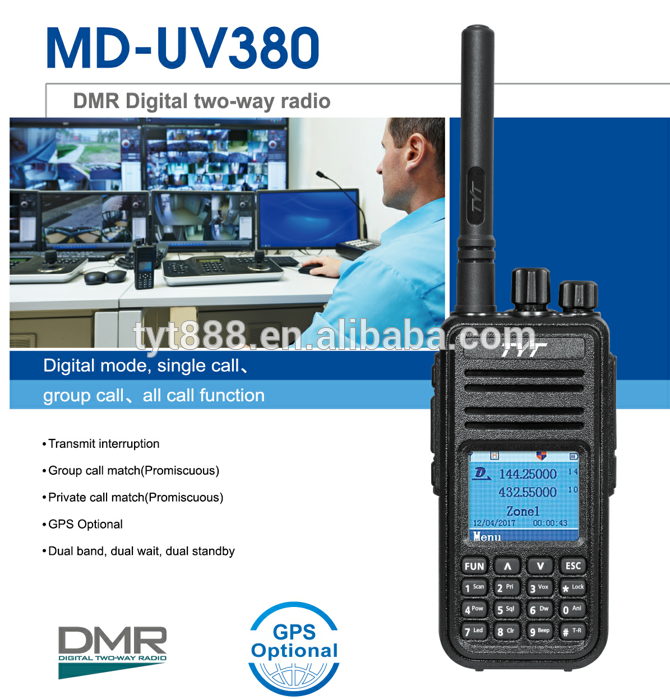 MD-UV380
DMR Digital two-way radio
TYT
tyt888.en.alibaba.com
TYT
Digital mode, single call、
group call、all call function
•Transmit interruption
•Group call match(Promiscuous)
•Private call match(Promiscuous)
•GPS Optional
•Dual band, dual wait, dual standby
D 144.25000 14
432.55000 10
Zone1
12/04/2017 00:00:43
Menu
FUN ∧ ∨ ESC
1 Scan 2 Pri 3 Vox * Lock
4 Pow 5 Sql 6 Dw 0 Ani
7 Led 8 Clr 9 Beep # T-R
DMR
DIGITAL TWO-WAY RADIO
GPS
Optional